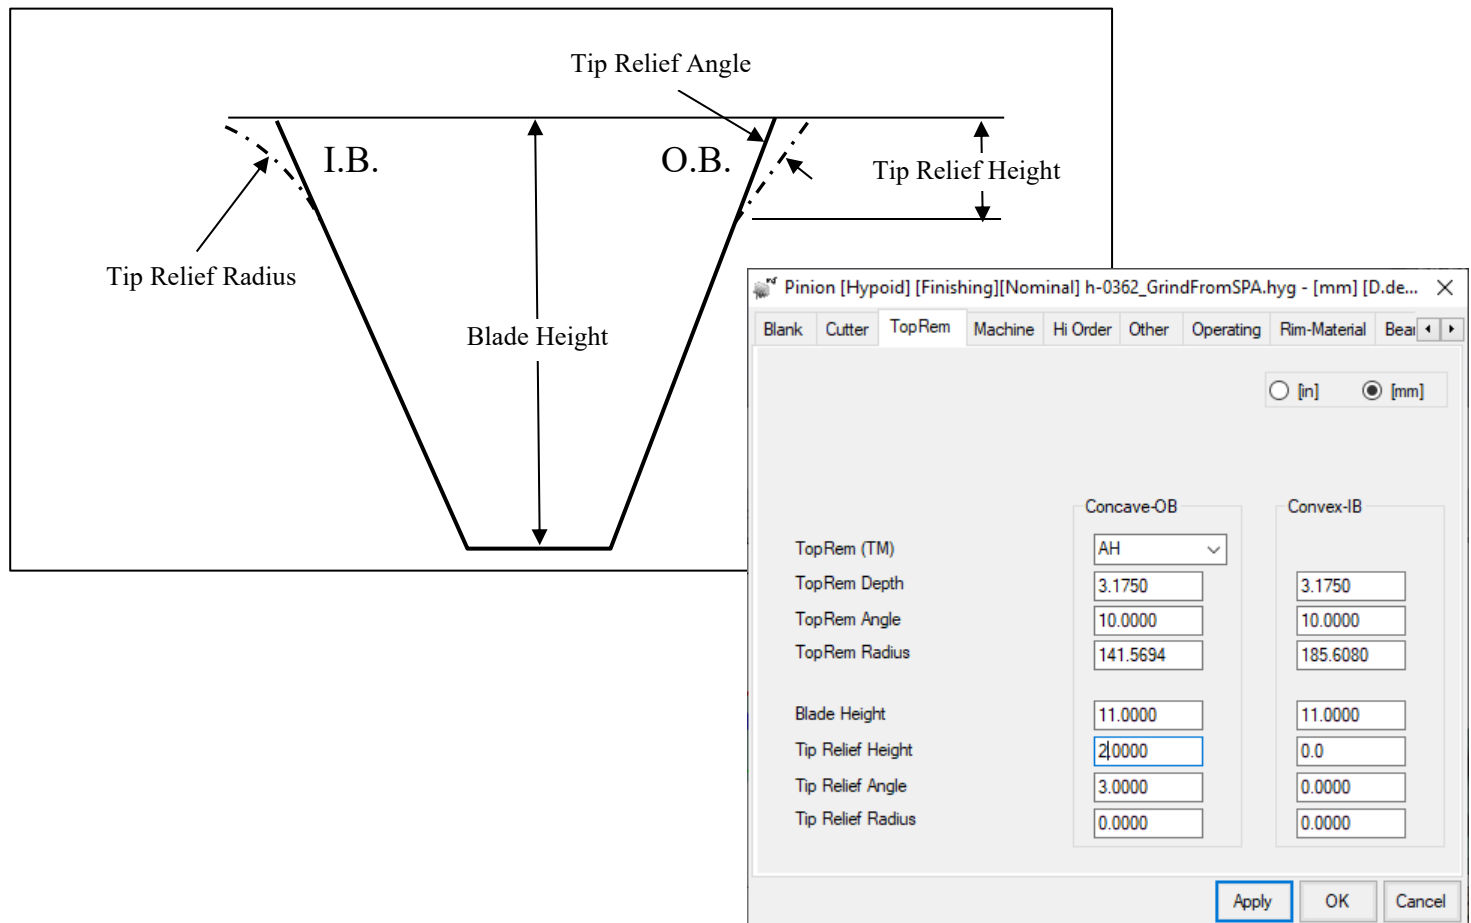 Tip Relief Angle
I.B.
O.B.
Tip Relief Height
Tip Relief Radius
Blade Height
Pinion [Hypoid] [Finishing][Nominal] h-0362_GrindFromSPA.hyg - [mm] [D.de...
Blank Cutter TopRem Machine Hi Order Other Operating Rim-Material Bear
[in] [mm]
Concave-OB Convex-IB
TopRem (TM) AH
TopRem Depth 3.1750 3.1750
TopRem Angle 10.0000 10.0000
TopRem Radius 141.5694 185.6080
Blade Height 11.0000 11.0000
Tip Relief Height 2.0000 0.0
Tip Relief Angle 3.0000 0.0000
Tip Relief Radius 0.0000 0.0000
Apply OK Cancel